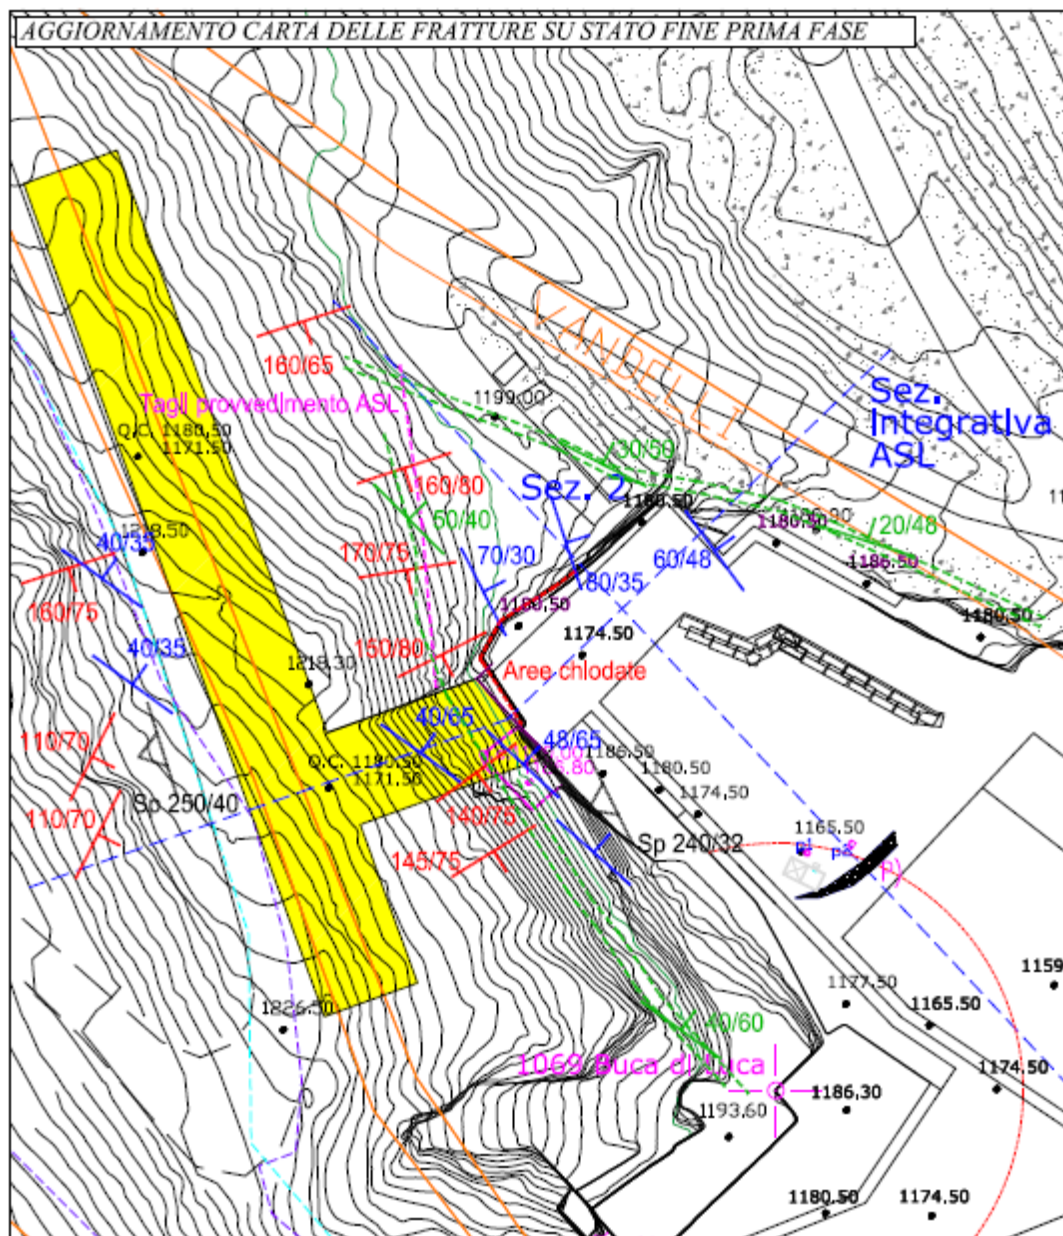 AGGIORNAMENTO CARTA DELLE FRATTURE SU STATO FINE PRIMA FASE
VANDELLI
160/65
Sez.
Integrativa
ASL
1199.00
Tagli provvedimento ASL
Q.C. 1180.50
1171.50
30/50
160/80
Sez. 2
1180.50
50/40
20/48
1218.50
40/35
170/75
70/30
60/48
1186.50
80/35
160/75
1180.50
1174.50
1180.50
40/35
150/80
Aree chiodate
1218.30
110/70
40/65
48/65
1186.50
Q.C. 1180.50
1171.50
1180.50
Sp 250/40
1174.50
110/70
140/75
Sp 240/32
1165.50
p1
p2
P)
145/75
1159
1177.50
1226.50
1165.50
40/60
1069 Buca di Luca
1174.50
1186.30
1193.60
1180.50
1174.50